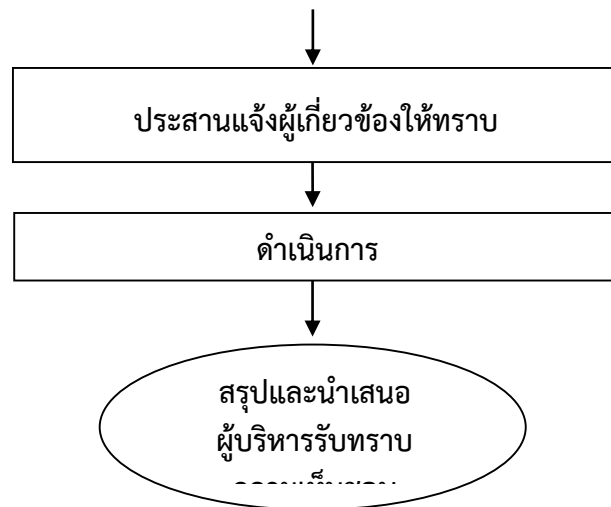 ประสานแจ้งผู้เกี่ยวข้องให้ทราบ
ดำเนินการ
สรุปและนำเสนอ
ผู้บริหารรับทราบ